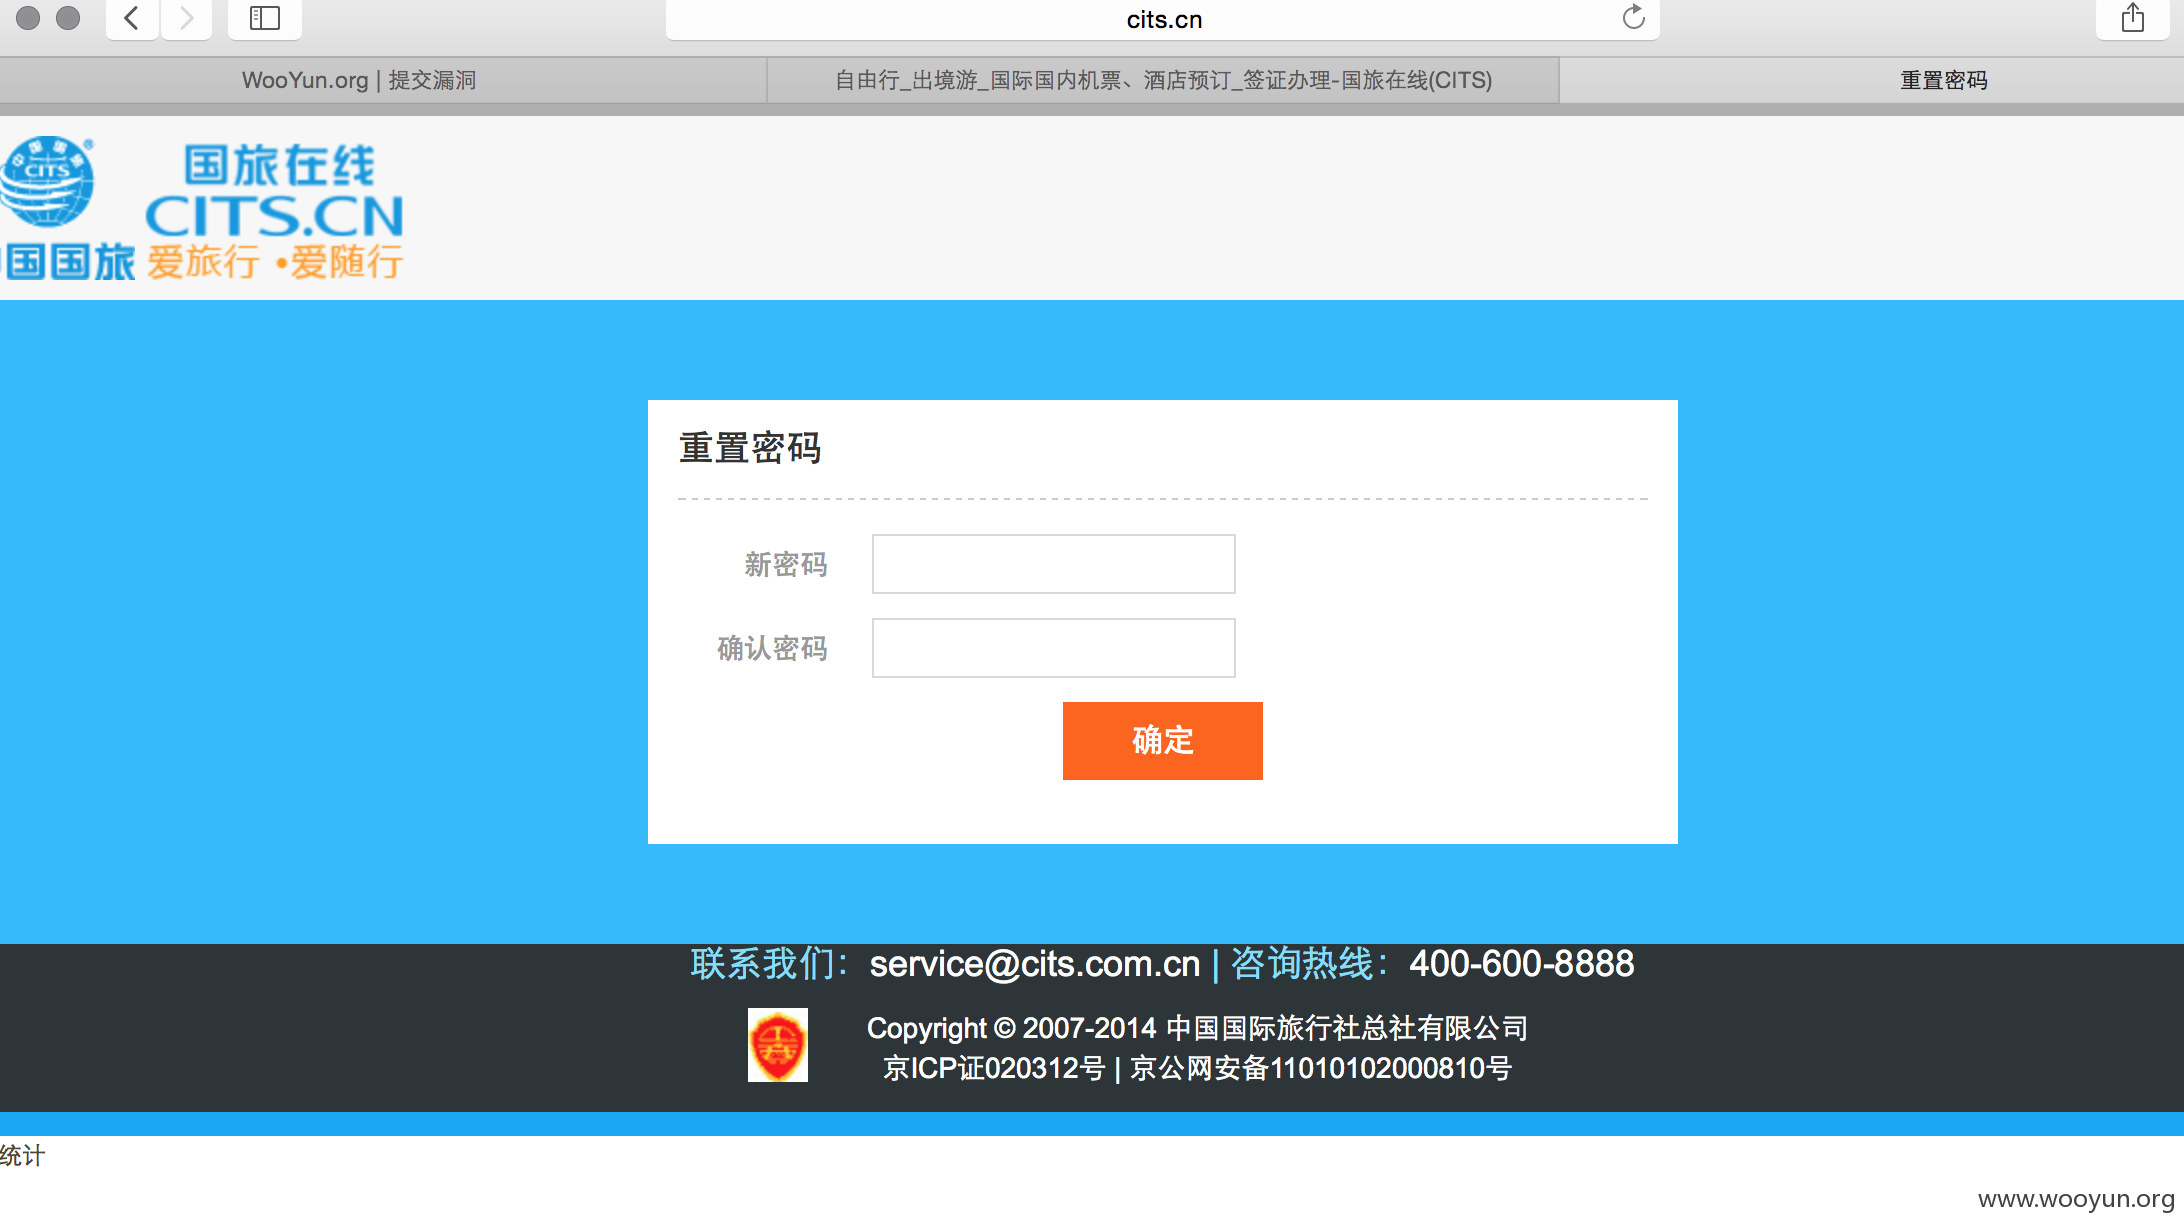 cits.cn
WooYun.org | 提交漏洞
自由行_出境游_国际国内机票、酒店预订_签证办理-国旅在线(CITS)
重置密码
中国国旅
CITS
国旅在线
CITS.CN
中国国旅
爱旅行·爱随行
重置密码
新密码
确认密码
确定
联系我们：service@cits.com.cn | 咨询热线：400-600-8888
Copyright © 2007-2014 中国国际旅行社总社有限公司
京ICP证020312号 | 京公网安备11010102000810号
统计
www.wooyun.org